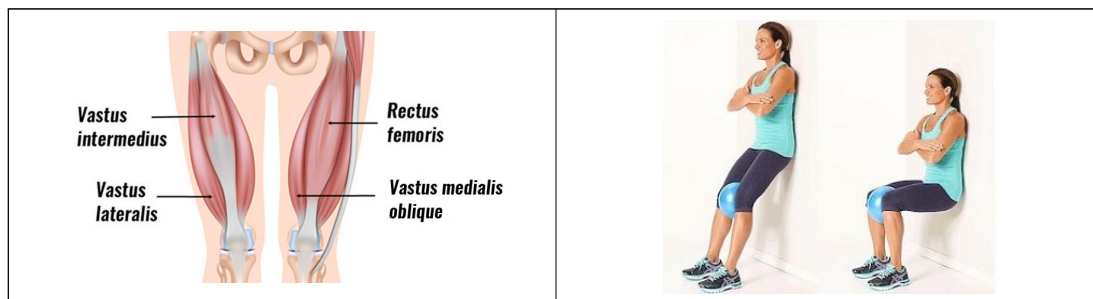 Vastus
intermedius
Rectus
femoris
Vastus
lateralis
Vastus medialis
oblique